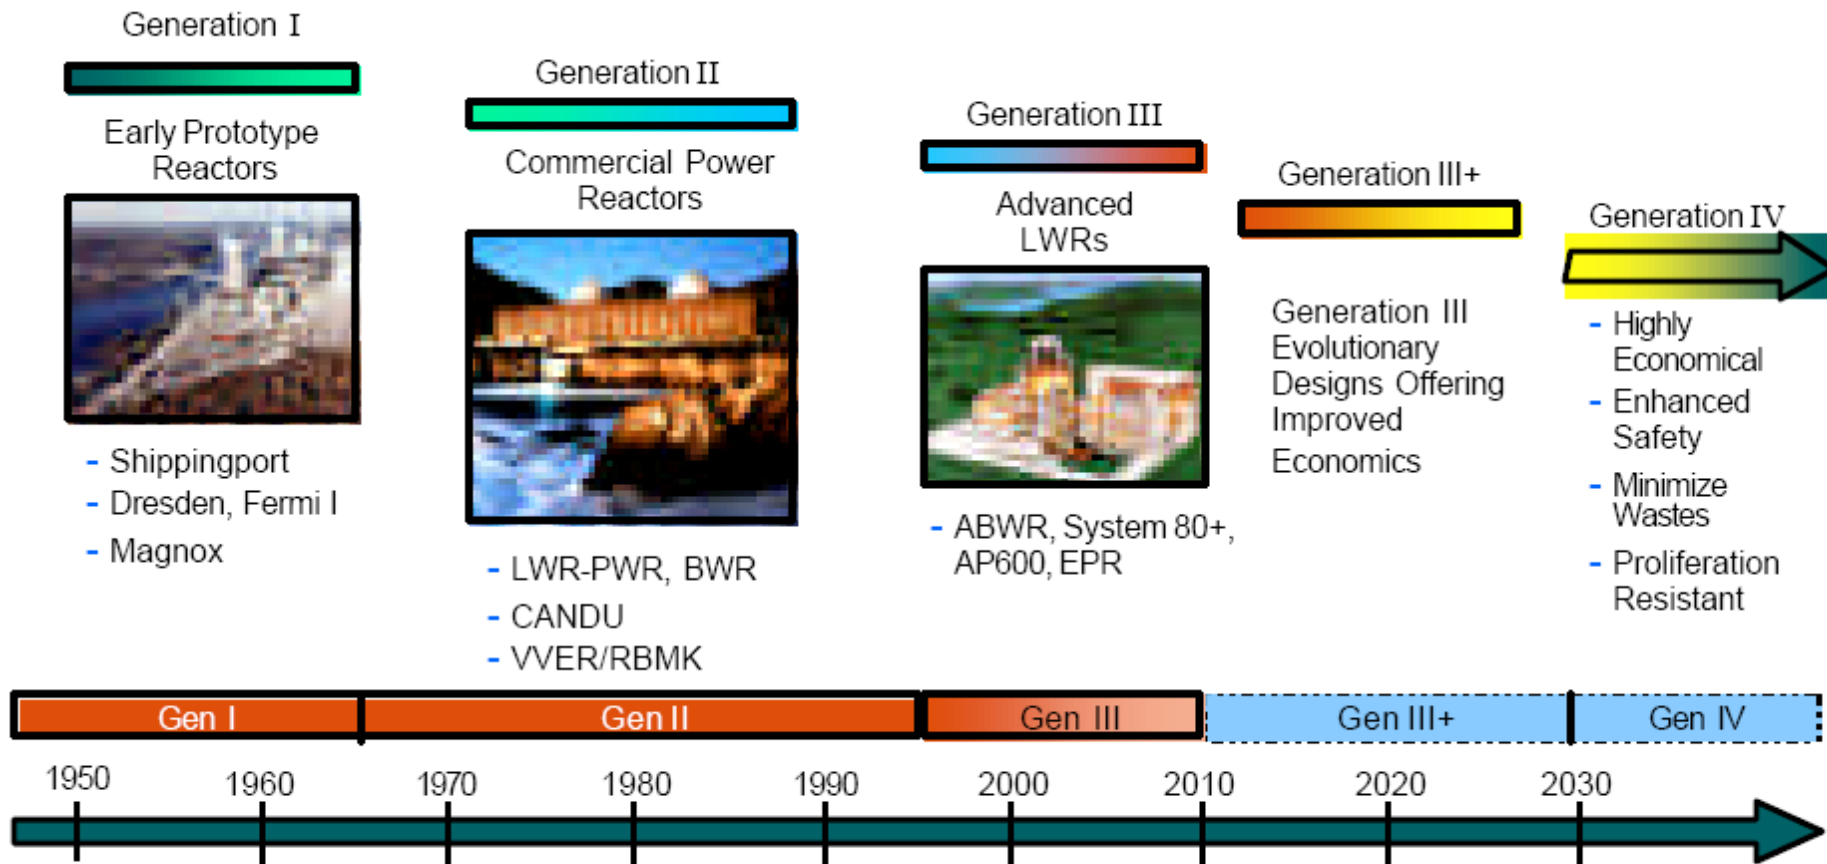 Generation I
Early Prototype
Reactors
- Shippingport
- Dresden, Fermi I
- Magnox
Generation II
Commercial Power
Reactors
- LWR-PWR, BWR
- CANDU
- VVER/RBMK
Generation III
Advanced
LWRs
- ABWR, System 80+,
AP600, EPR
Generation III+
Generation III
Evolutionary
Designs Offering
Improved
Economics
Generation IV
- Highly
Economical
- Enhanced
Safety
- Minimize
Wastes
- Proliferation
Resistant
Gen I
Gen II
Gen III
Gen III+
Gen IV
1950
1960
1970
1980
1990
2000
2010
2020
2030